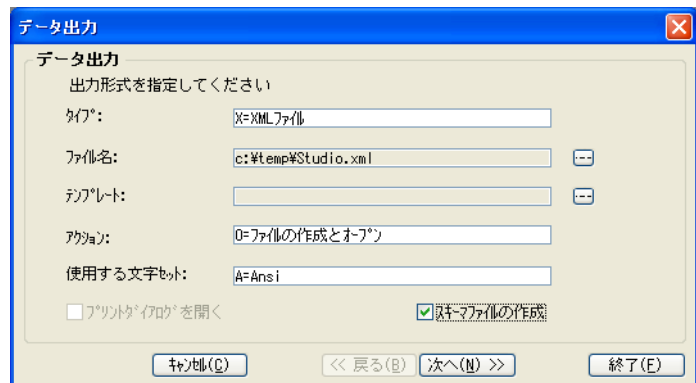 データ出力
データ出力
出力形式を指定してください
ﾀｲﾌﾟ: X=XMLﾌｧｲﾙ
ﾌｧｲﾙ名: c:¥temp¥Studio.xml ...
ﾃﾝﾌﾟﾚｰﾄ: ...
ｱｸｼｮﾝ: O=ﾌｧｲﾙの作成とｵｰﾌﾟﾝ
使用する文字ｾｯﾄ: A=Ansi
ﾌﾟﾘﾝﾄﾀﾞｲｱﾛｸﾞを開く ｽｷｰﾏﾌｧｲﾙの作成
ｷｬﾝｾﾙ(C) << 戻る(B) 次へ(N) >> 終了(F)